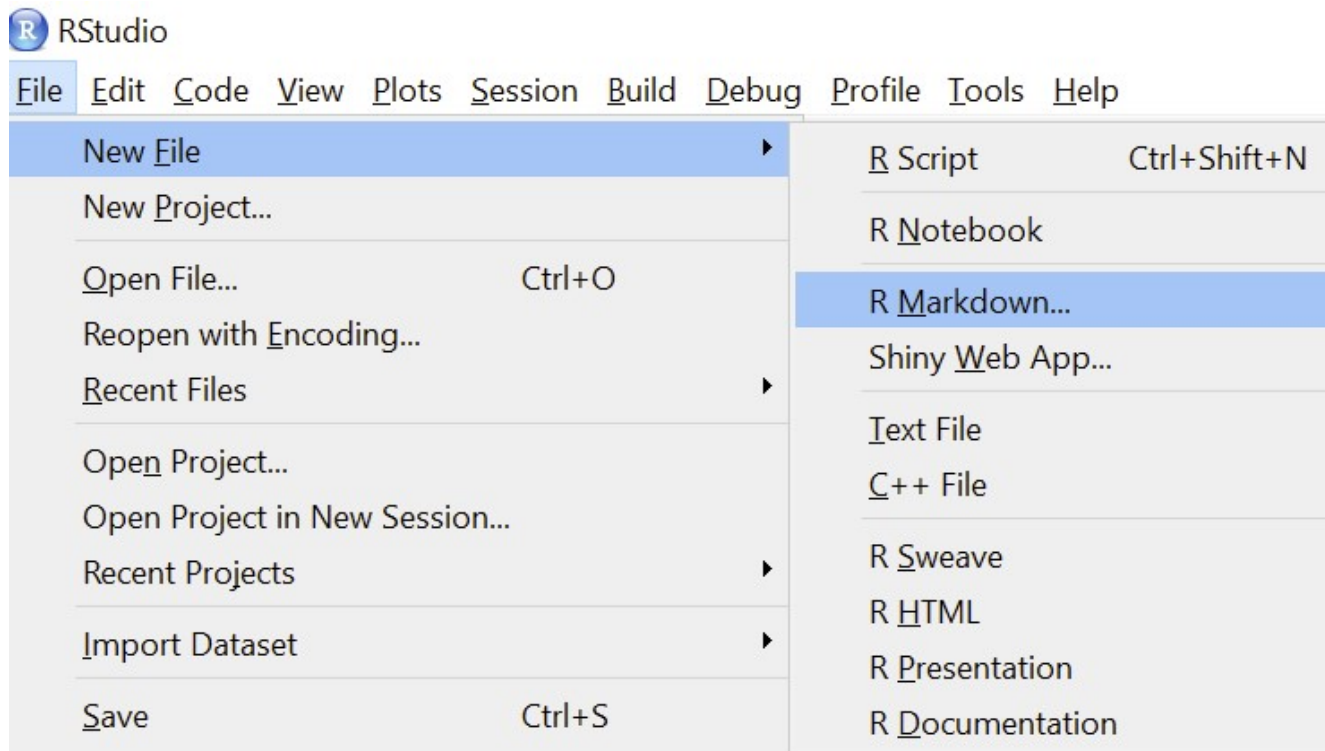 RStudio
File Edit Code View Plots Session Build Debug Profile Tools Help
New File
New Project...
Open File... Ctrl+O
Reopen with Encoding...
Recent Files
Open Project...
Open Project in New Session...
Recent Projects
Import Dataset
Save Ctrl+S
R Script Ctrl+Shift+N
R Notebook
R Markdown...
Shiny Web App...
Text File
C++ File
R Sweave
R HTML
R Presentation
R Documentation